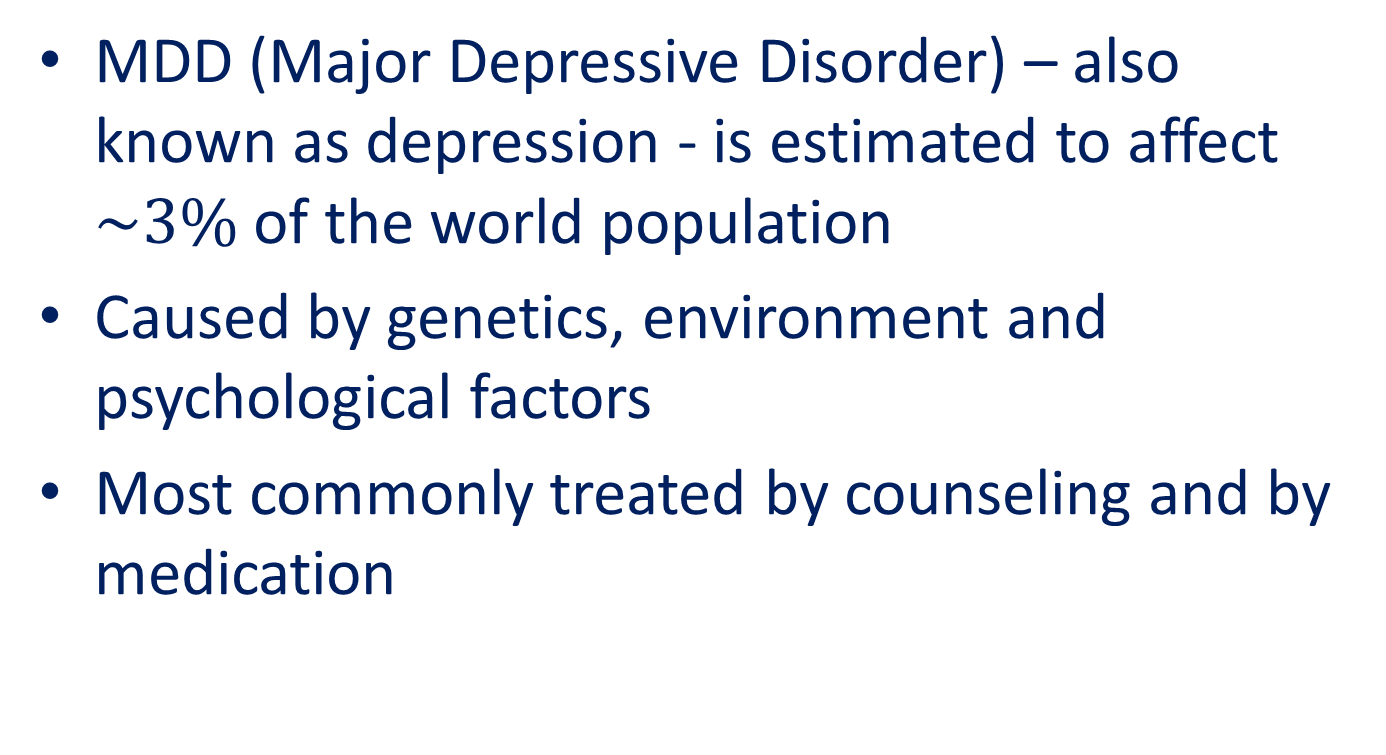 • MDD (Major Depressive Disorder) – also
known as depression - is estimated to affect
~3% of the world population
• Caused by genetics, environment and
psychological factors
• Most commonly treated by counseling and by
medication